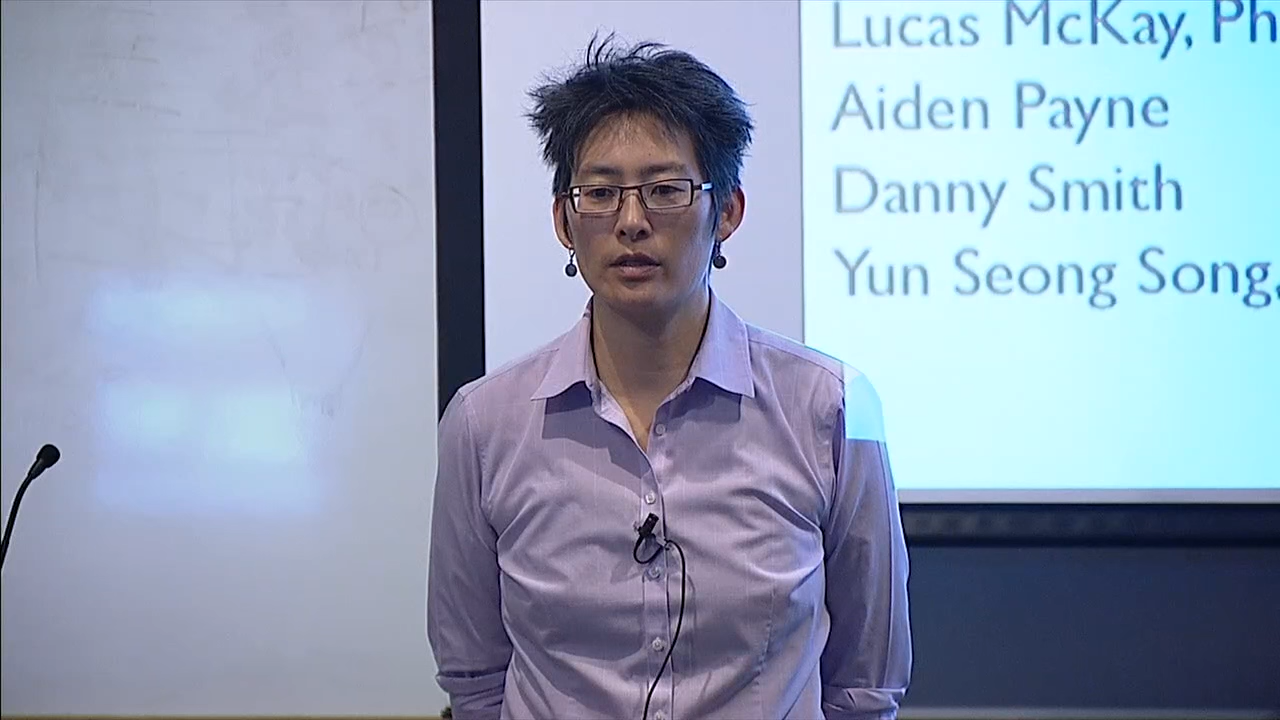 Lucas McKay, Ph
Aiden Payne
Danny Smith
Yun Seong Song,